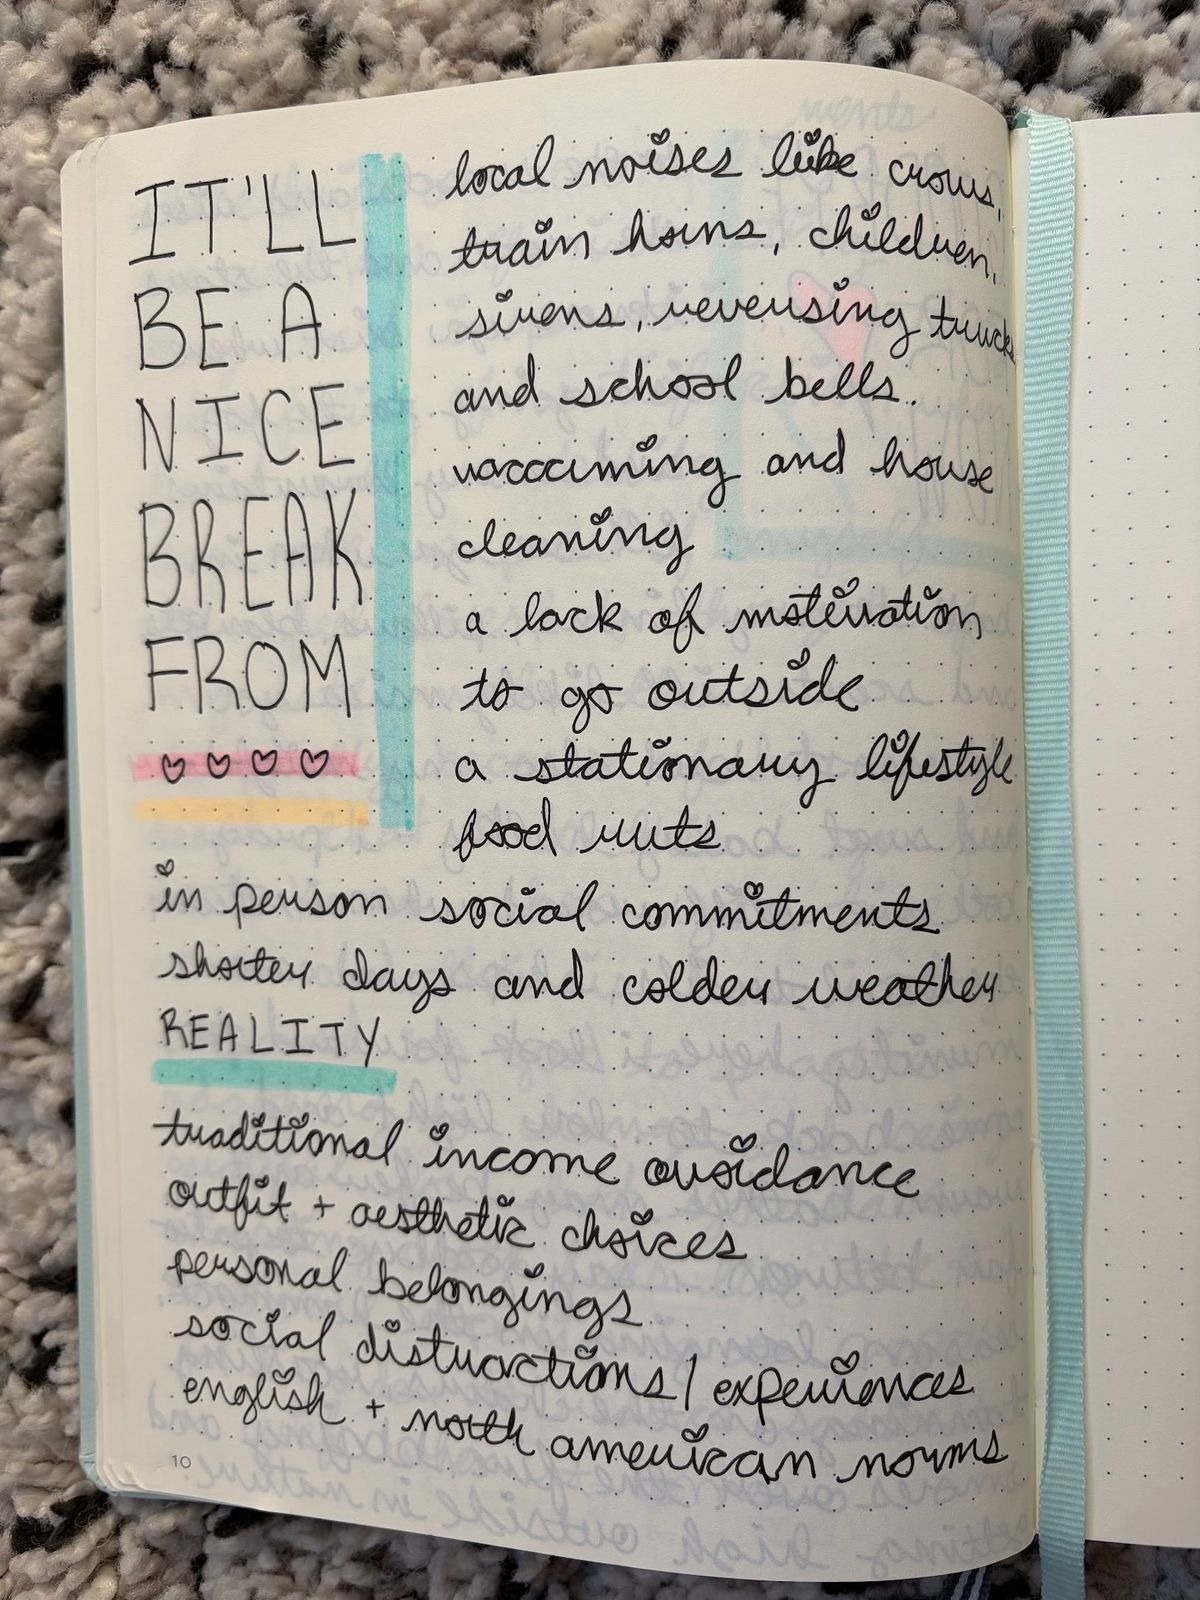 IT'LL
BE A
NICE
BREAK
FROM
local noises like crows,
train horns, children,
sirens, reversing trucks
and school bells.
vaccuming and house
cleaning
a lack of motivation
to go outside
a stationary lifestyle
food ruts
in person social commitments
shorter days and colder weather
REALITY
traditional income avoidance
outfit + aesthetic choices
personal belongings
social distractions / experiences
english + north american norms
10